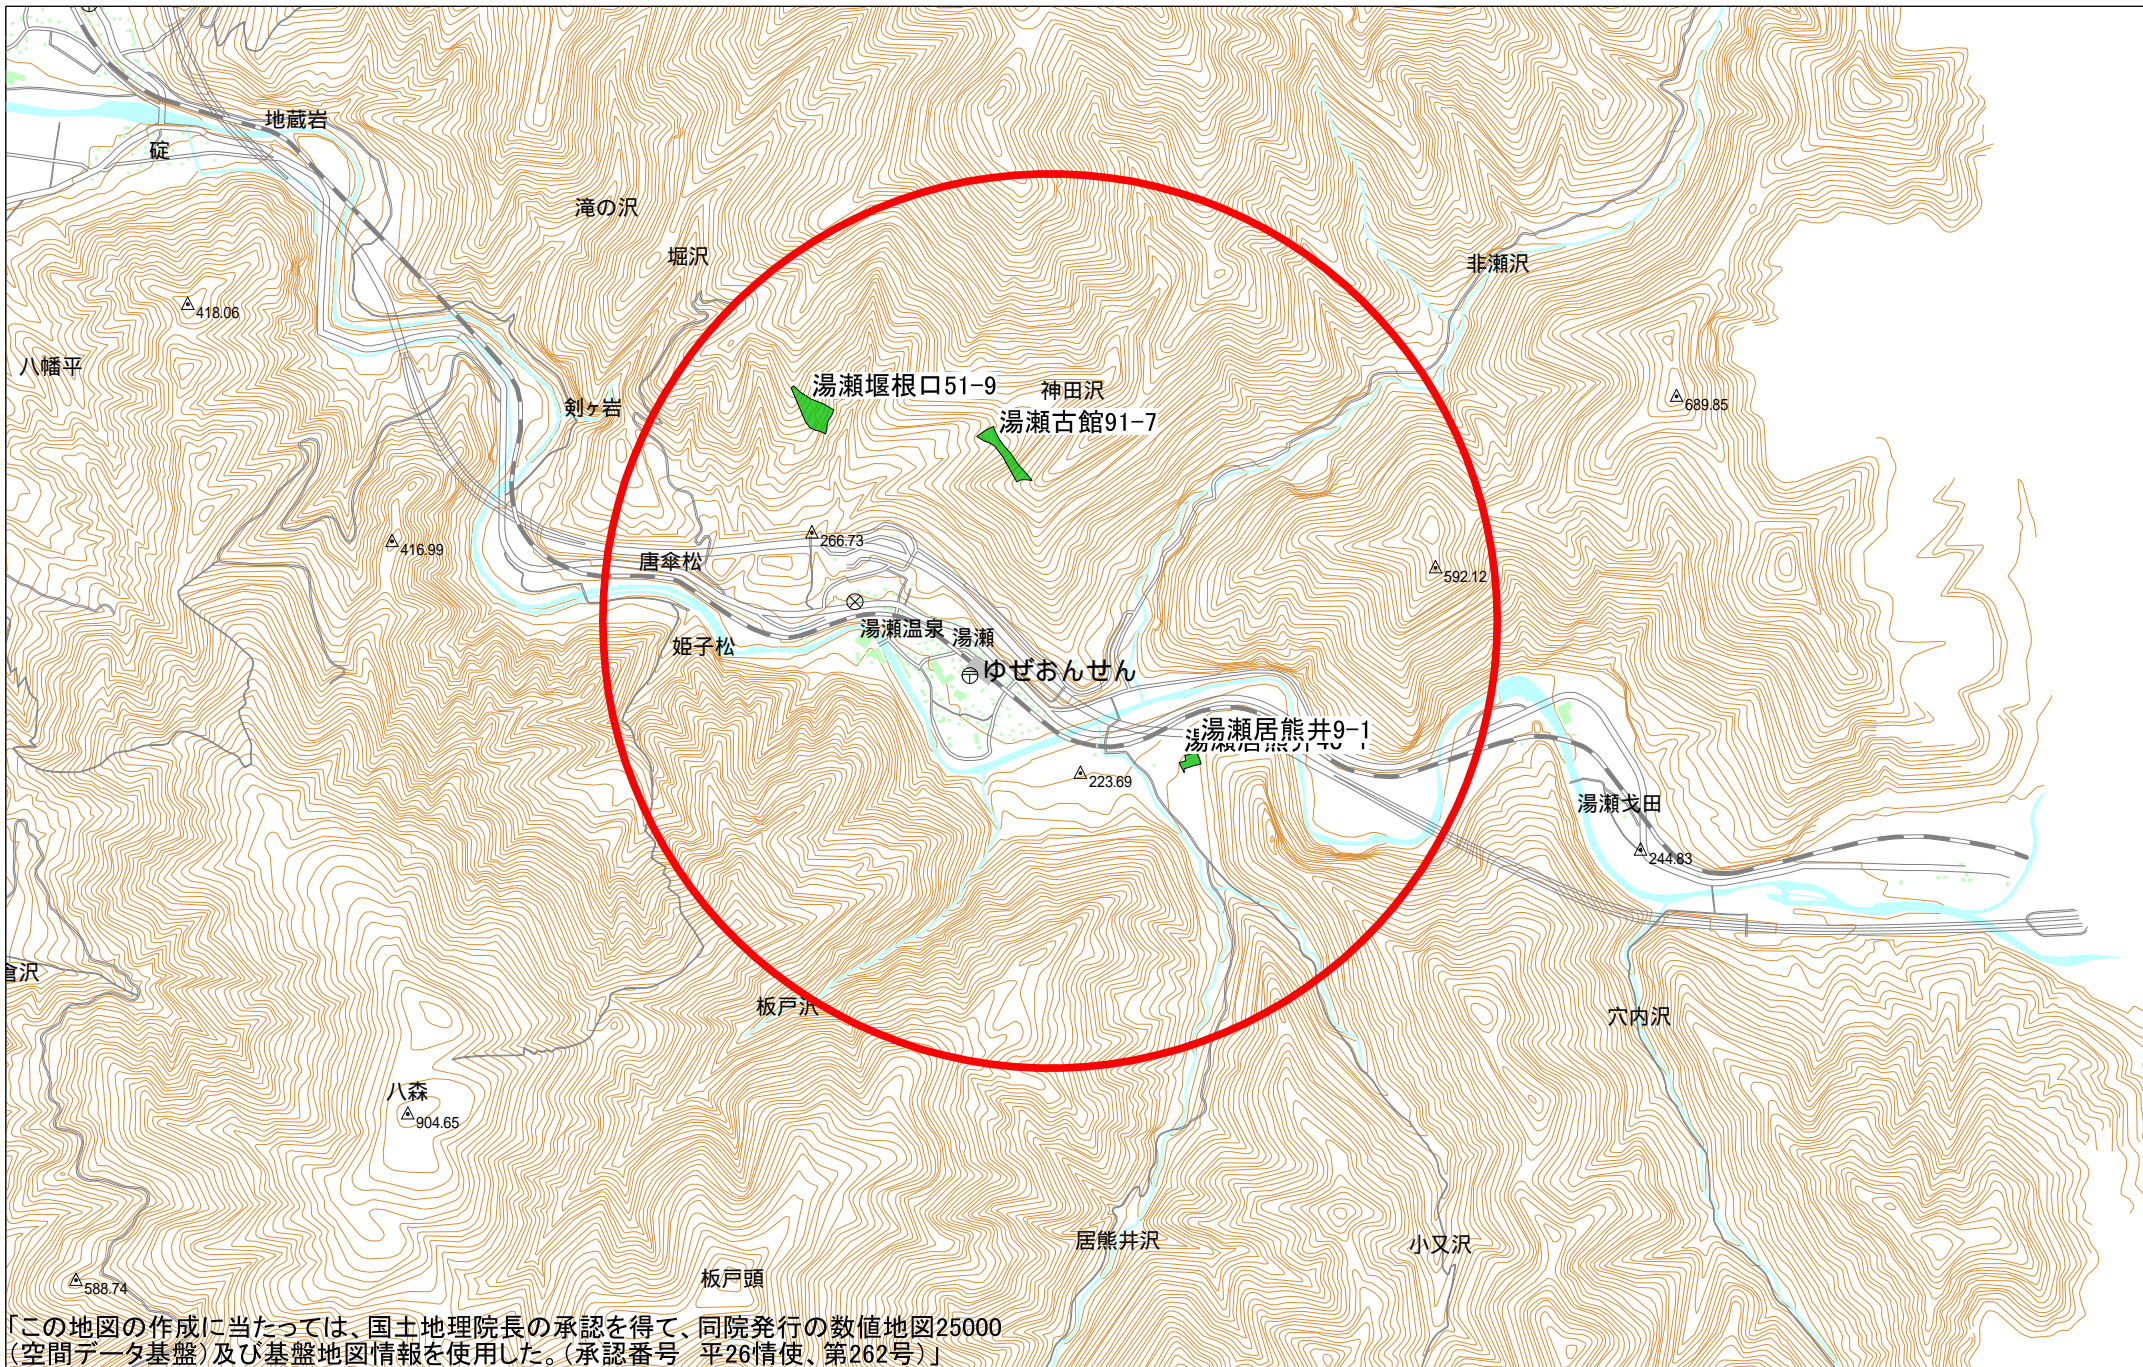 地蔵岩
碇
滝の沢
堀沢
非瀬沢
418.06
八幡平
湯瀬堰根口51-9
神田沢
剣ヶ岩
689.85
湯瀬古館91-7
266.73
416.99
唐傘松
592.12
湯瀬温泉
湯瀬
姫子松
ゆぜおんせん
湯瀬居熊井9-1
223.69
湯瀬戈田
244.83
倉沢
板戸沢
穴内沢
八森
904.65
居熊井沢
小又沢
板戸頭
588.74
「この地図の作成に当たっては、国土地理院長の承認を得て、同院発行の数値地図25000
(空間データ基盤)及び基盤地図情報を使用した。(承認番号　平26情使、第262号)」